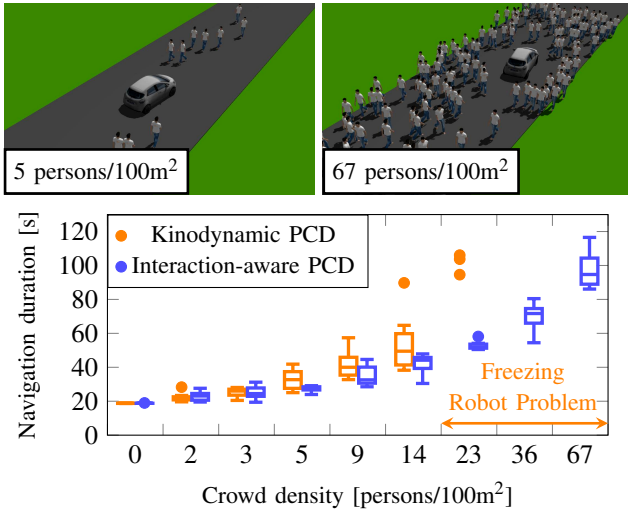 5 persons/100m²
67 persons/100m²
Navigation duration [s]
120
100
80
60
40
20
0
Kinodynamic PCD
Interaction-aware PCD
Freezing
Robot Problem
0 2 3 5 9 14 23 36 67
Crowd density [persons/100m²]